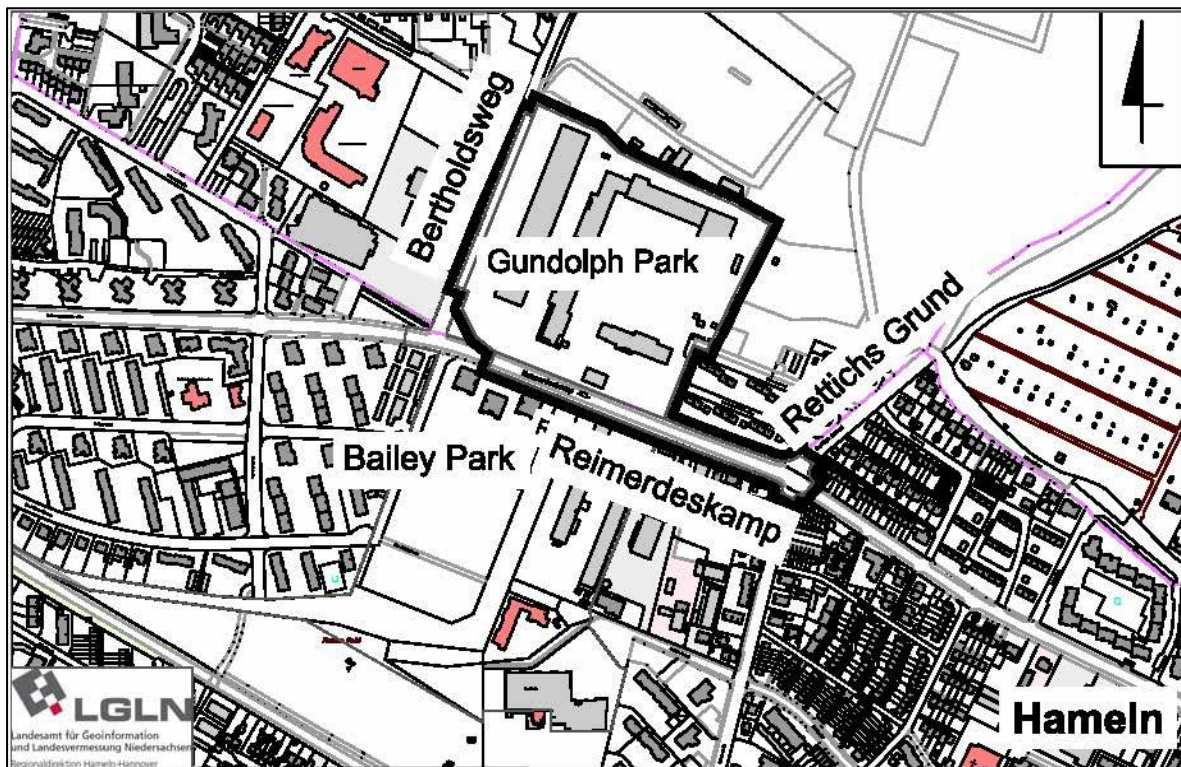 Bertholdsweg
Gundolph Park
Rettichs Grund
Bailey Park
Reimerdeskamp
Hameln
LGLN
Landesamt für Geoinformation
und Landesvermessung Niedersachsen
Regionaldirektion Hameln-Hannover